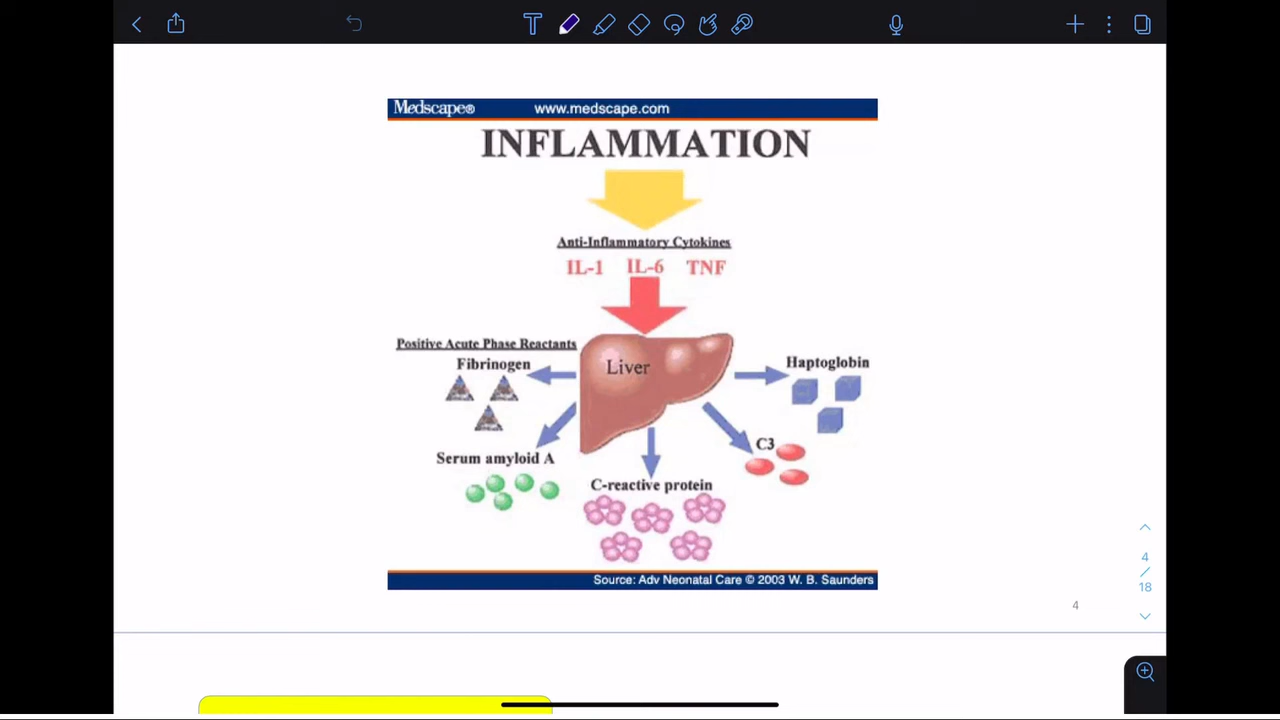 Medscape® www.medscape.com
INFLAMMATION
Anti-Inflammatory Cytokines
IL-1 IL-6 TNF
Positive Acute Phase Reactants
Fibrinogen
Liver
Haptoglobin
C3
Serum amyloid A
C-reactive protein
Source: Adv Neonatal Care © 2003 W. B. Saunders
4
/
18
4